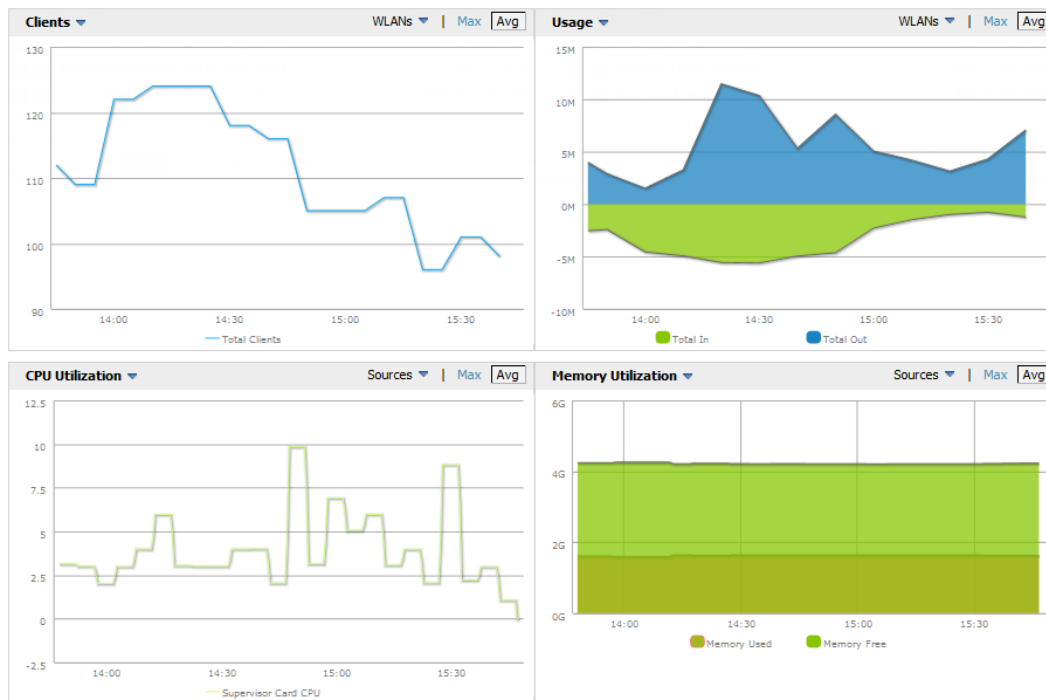 Clients WLANs | Max Avg
130
120
110
100
90
14:00 14:30 15:00 15:30
Total Clients
Usage WLANs | Max Avg
15M
10M
5M
0M
-5M
-10M
14:00 14:30 15:00 15:30
Total In Total Out
CPU Utilization Sources | Max Avg
12.5
10
7.5
5
2.5
0
-2.5
14:00 14:30 15:00 15:30
Supervisor Card CPU
Memory Utilization Sources | Max Avg
6G
4G
2G
0G
14:00 14:30 15:00 15:30
Memory Used Memory Free